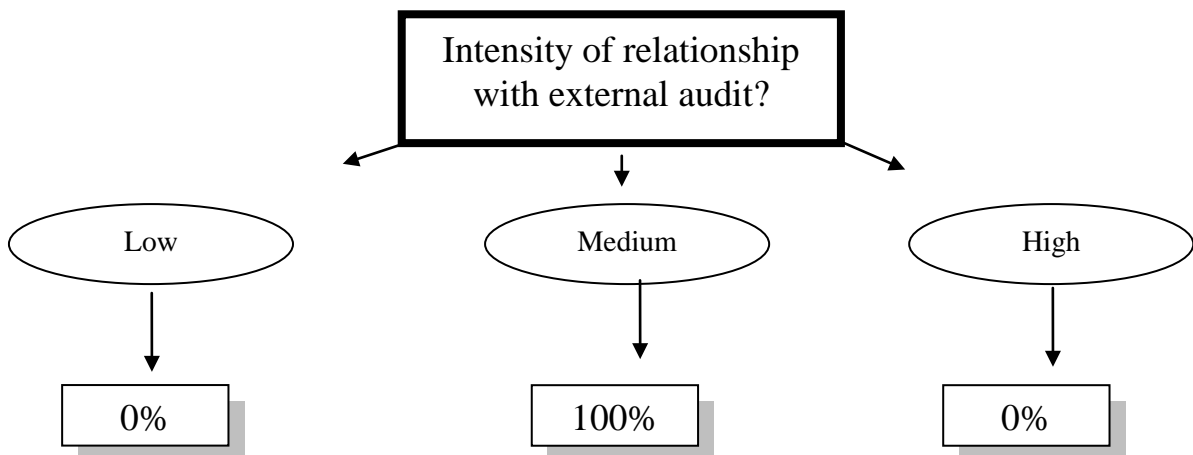 Intensity of relationship
with external audit?
Low
Medium
High
0%
100%
0%